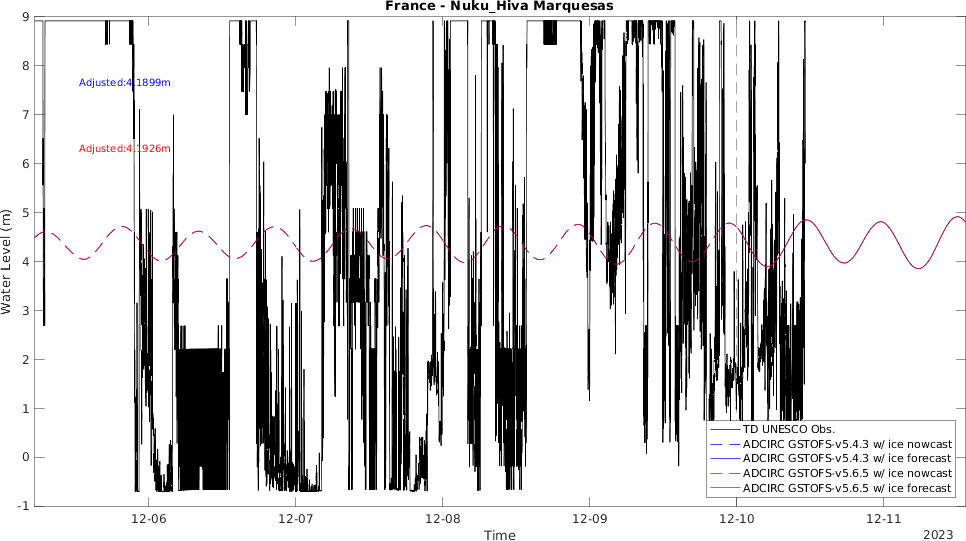 France - Nuku_Hiva Marquesas
9
8
7
6
5
4
3
2
1
0
-1
Water Level (m)
Adjusted:4.1899m
Adjusted:4.1926m
TD UNESCO Obs.
ADCIRC GSTOFS-v5.4.3 w/ ice nowcast
ADCIRC GSTOFS-v5.4.3 w/ ice forecast
ADCIRC GSTOFS-v5.6.5 w/ ice nowcast
ADCIRC GSTOFS-v5.6.5 w/ ice forecast
12-06 12-07 12-08 12-09 12-10 12-11
Time
2023